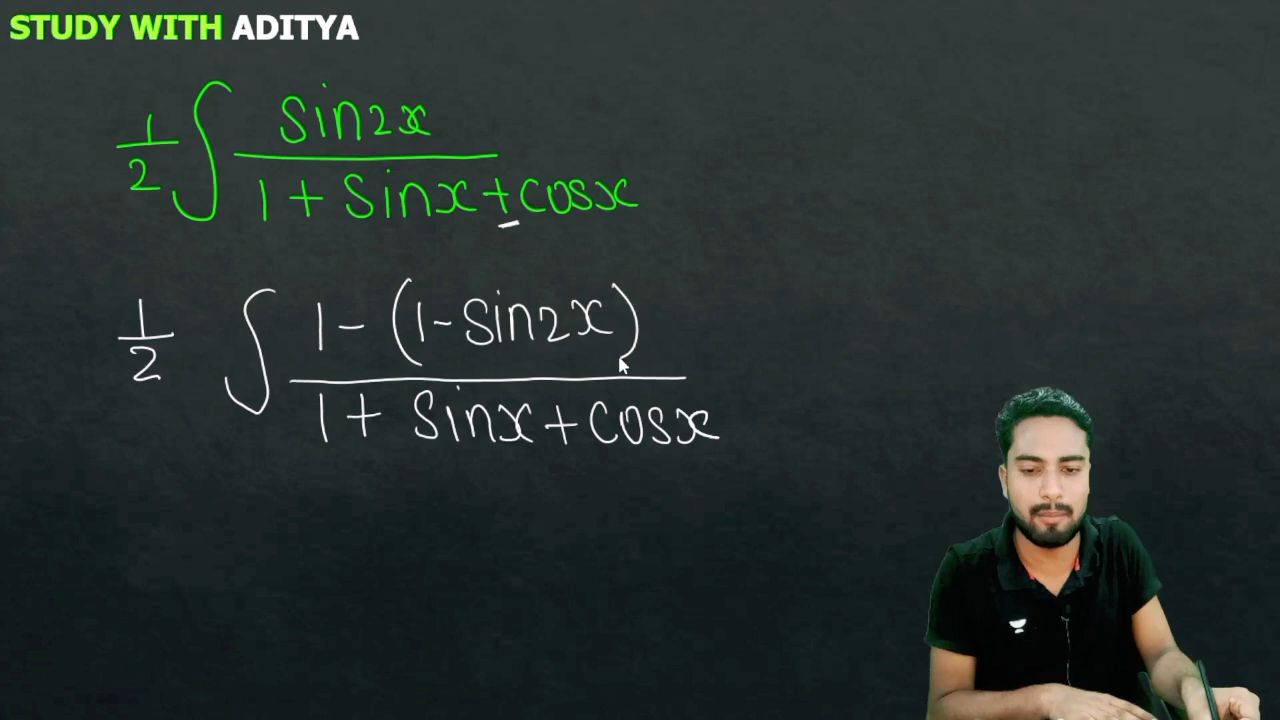 STUDY WITH ADITYA
1/2 ∫ sin2x / 1 + sinx + cosx
1/2 ∫ 1 - (1 - sin2x) / 1 + sinx + cosx